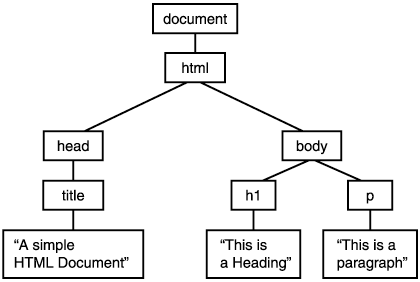 document
html
head
body
title
h1
p
“A simple
HTML Document”
“This is
a Heading”
“This is a
paragraph”